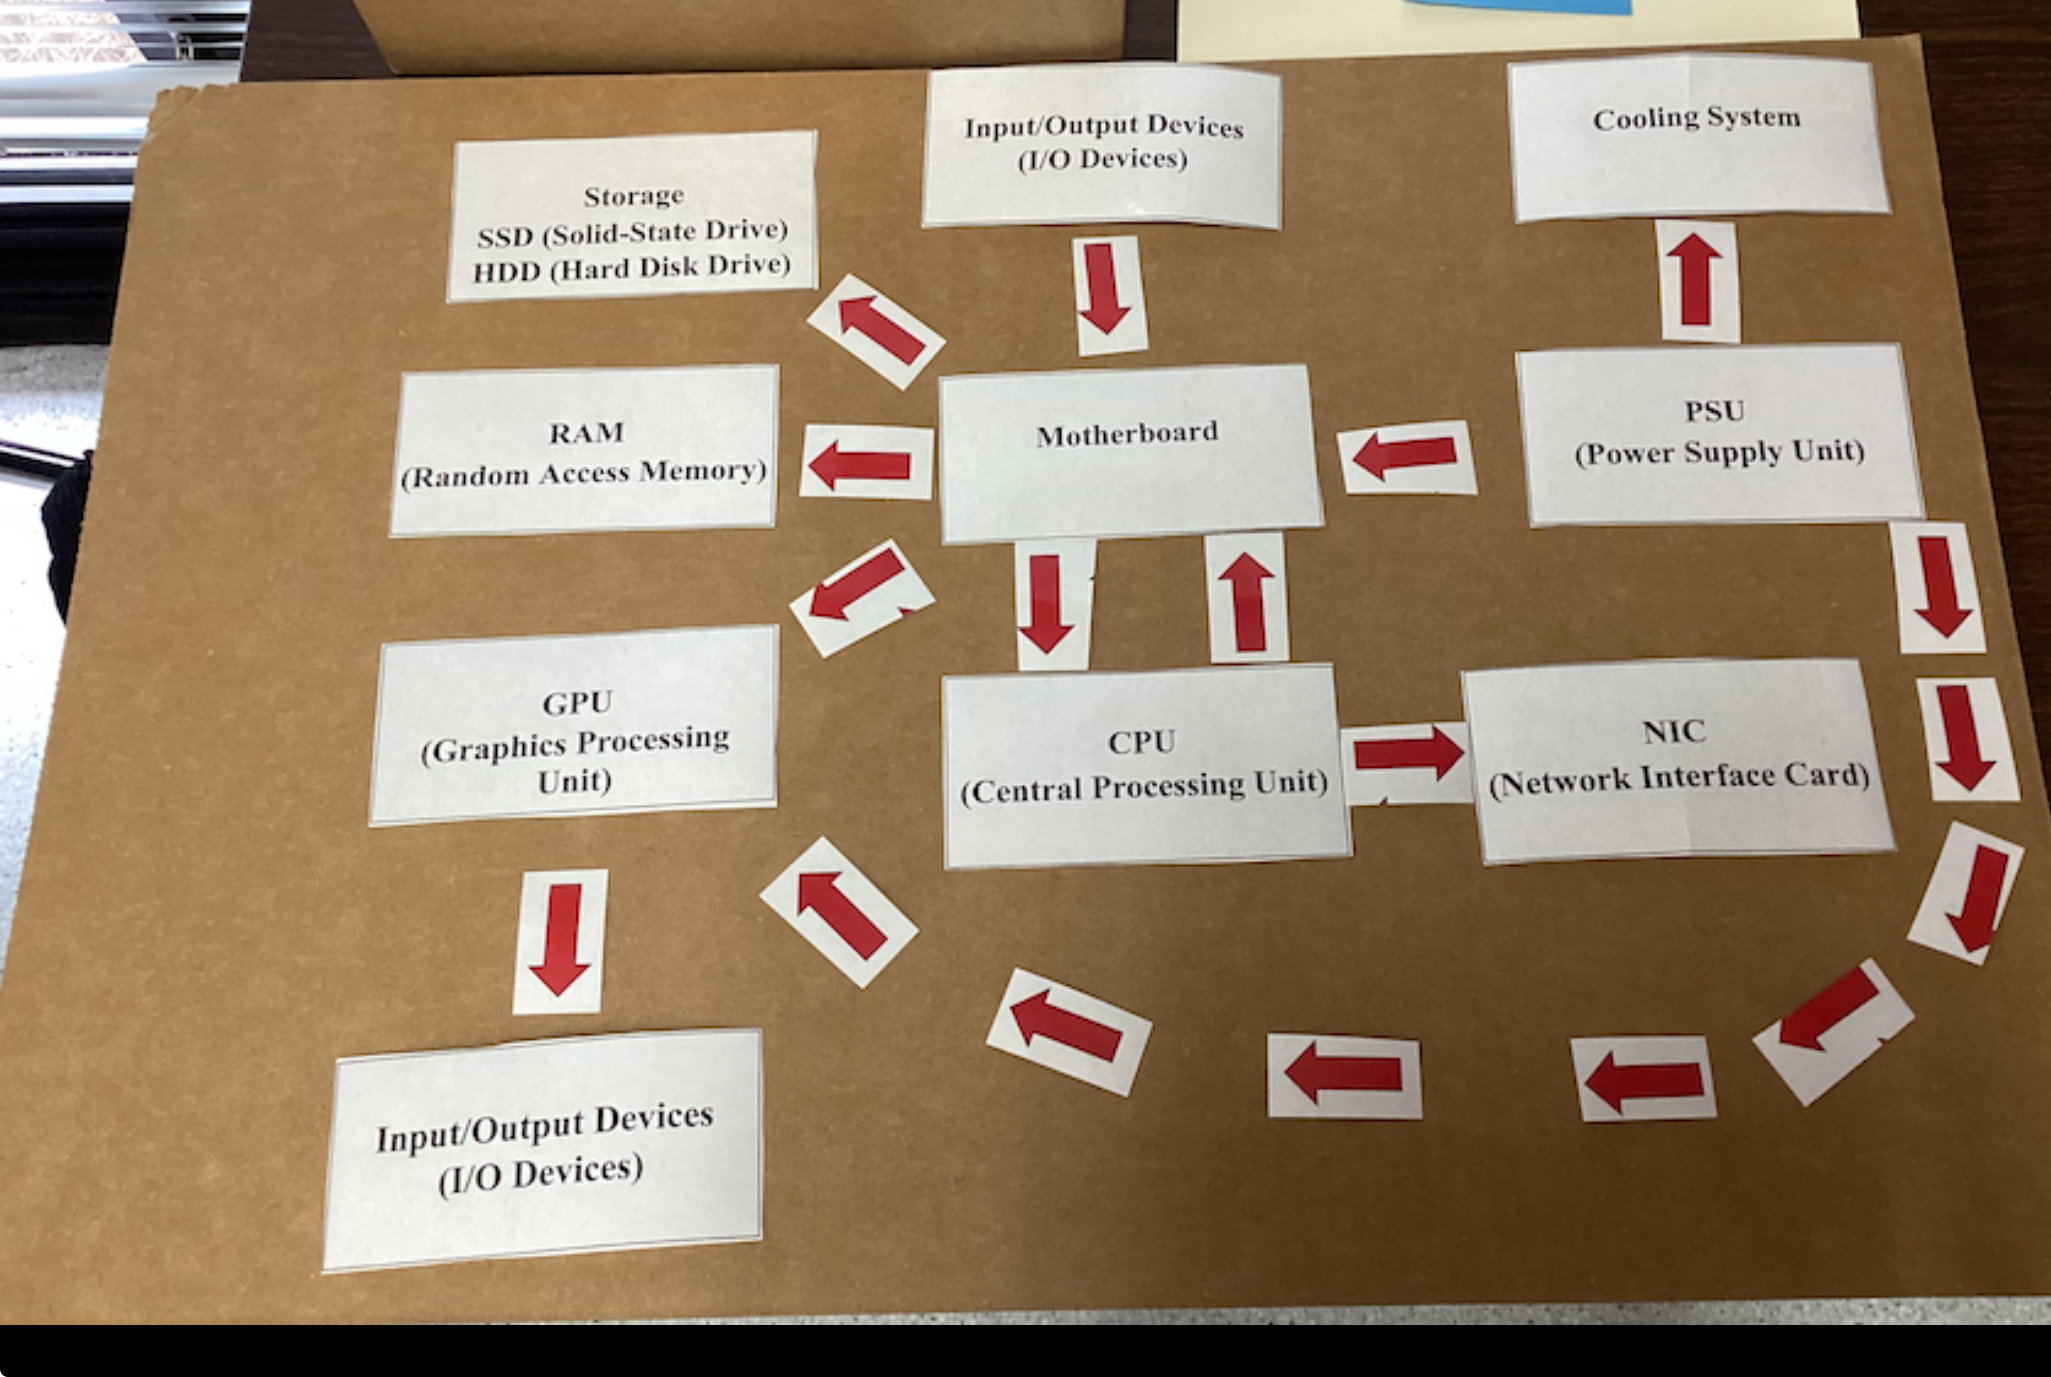 Input/Output Devices
(I/O Devices)
Cooling System
Storage
SSD (Solid-State Drive)
HDD (Hard Disk Drive)
RAM
(Random Access Memory)
Motherboard
PSU
(Power Supply Unit)
GPU
(Graphics Processing
Unit)
CPU
(Central Processing Unit)
NIC
(Network Interface Card)
Input/Output Devices
(I/O Devices)